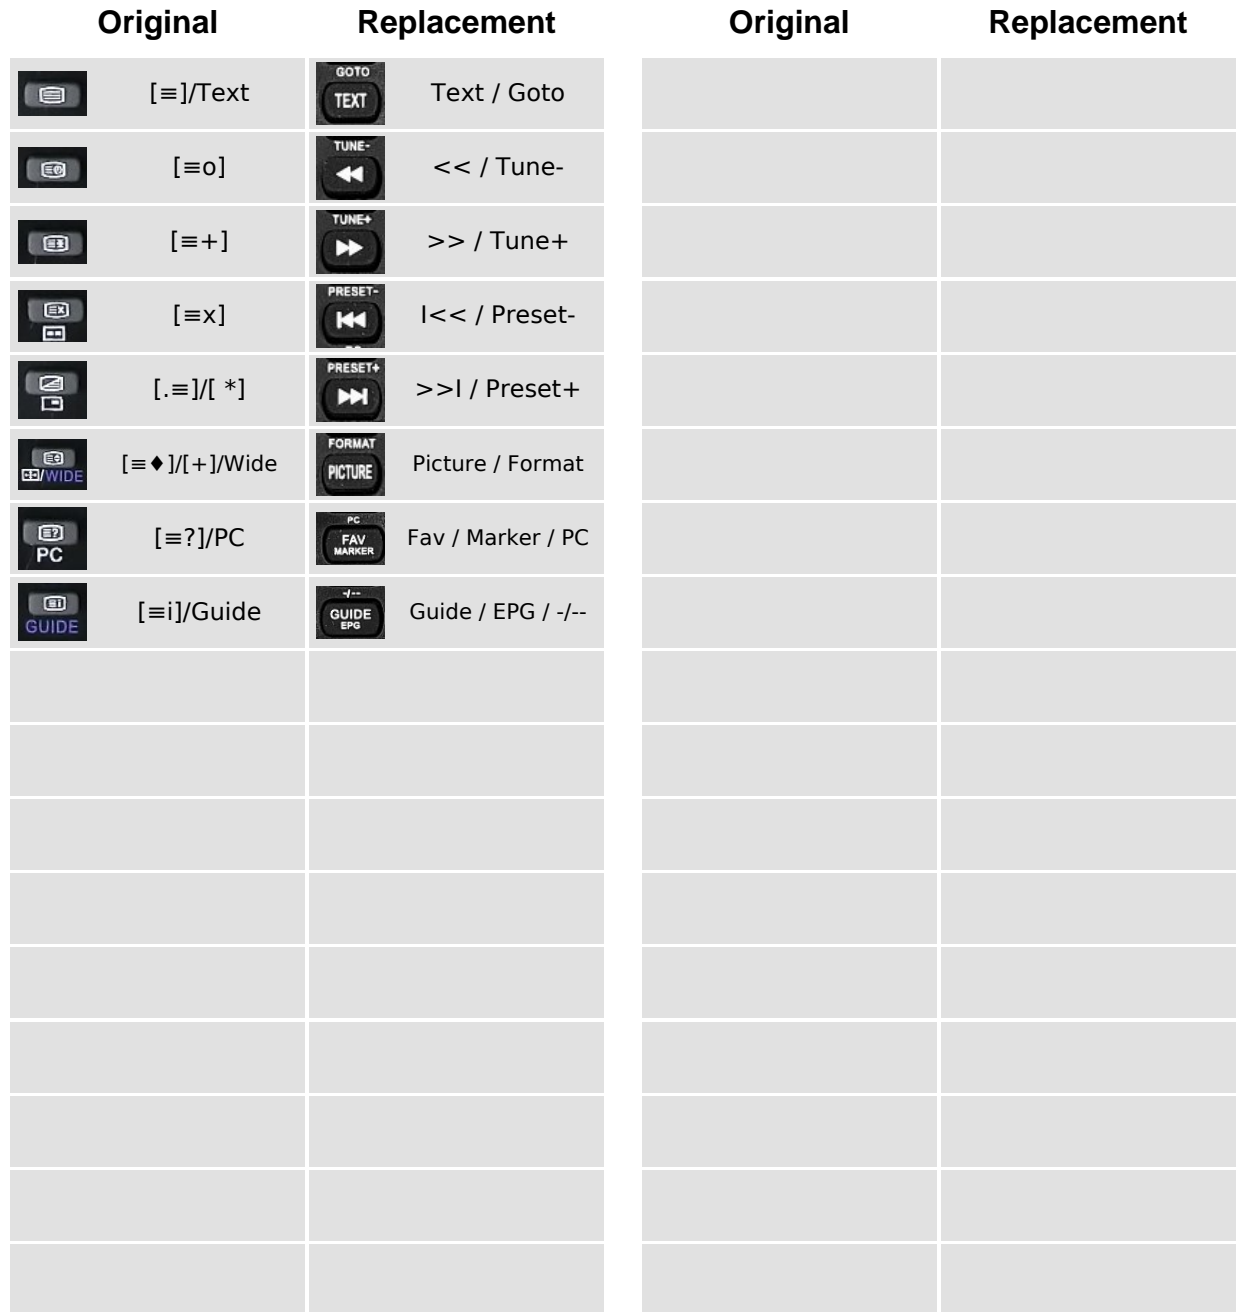 Original Replacement Original Replacement
[≡]/Text GOTO TEXT Text / Goto
[≡o] TUNE- << / Tune-
[≡+] TUNE+ >> / Tune+
[≡x] PRESET- I<< / Preset-
[.≡]/[ *] PRESET+ >>I / Preset+
WIDE [≡♦]/[+]/Wide FORMAT PICTURE Picture / Format
PC [≡?]/PC PC FAV MARKER Fav / Marker / PC
GUIDE [≡i]/Guide -/-- GUIDE EPG Guide / EPG / -/--